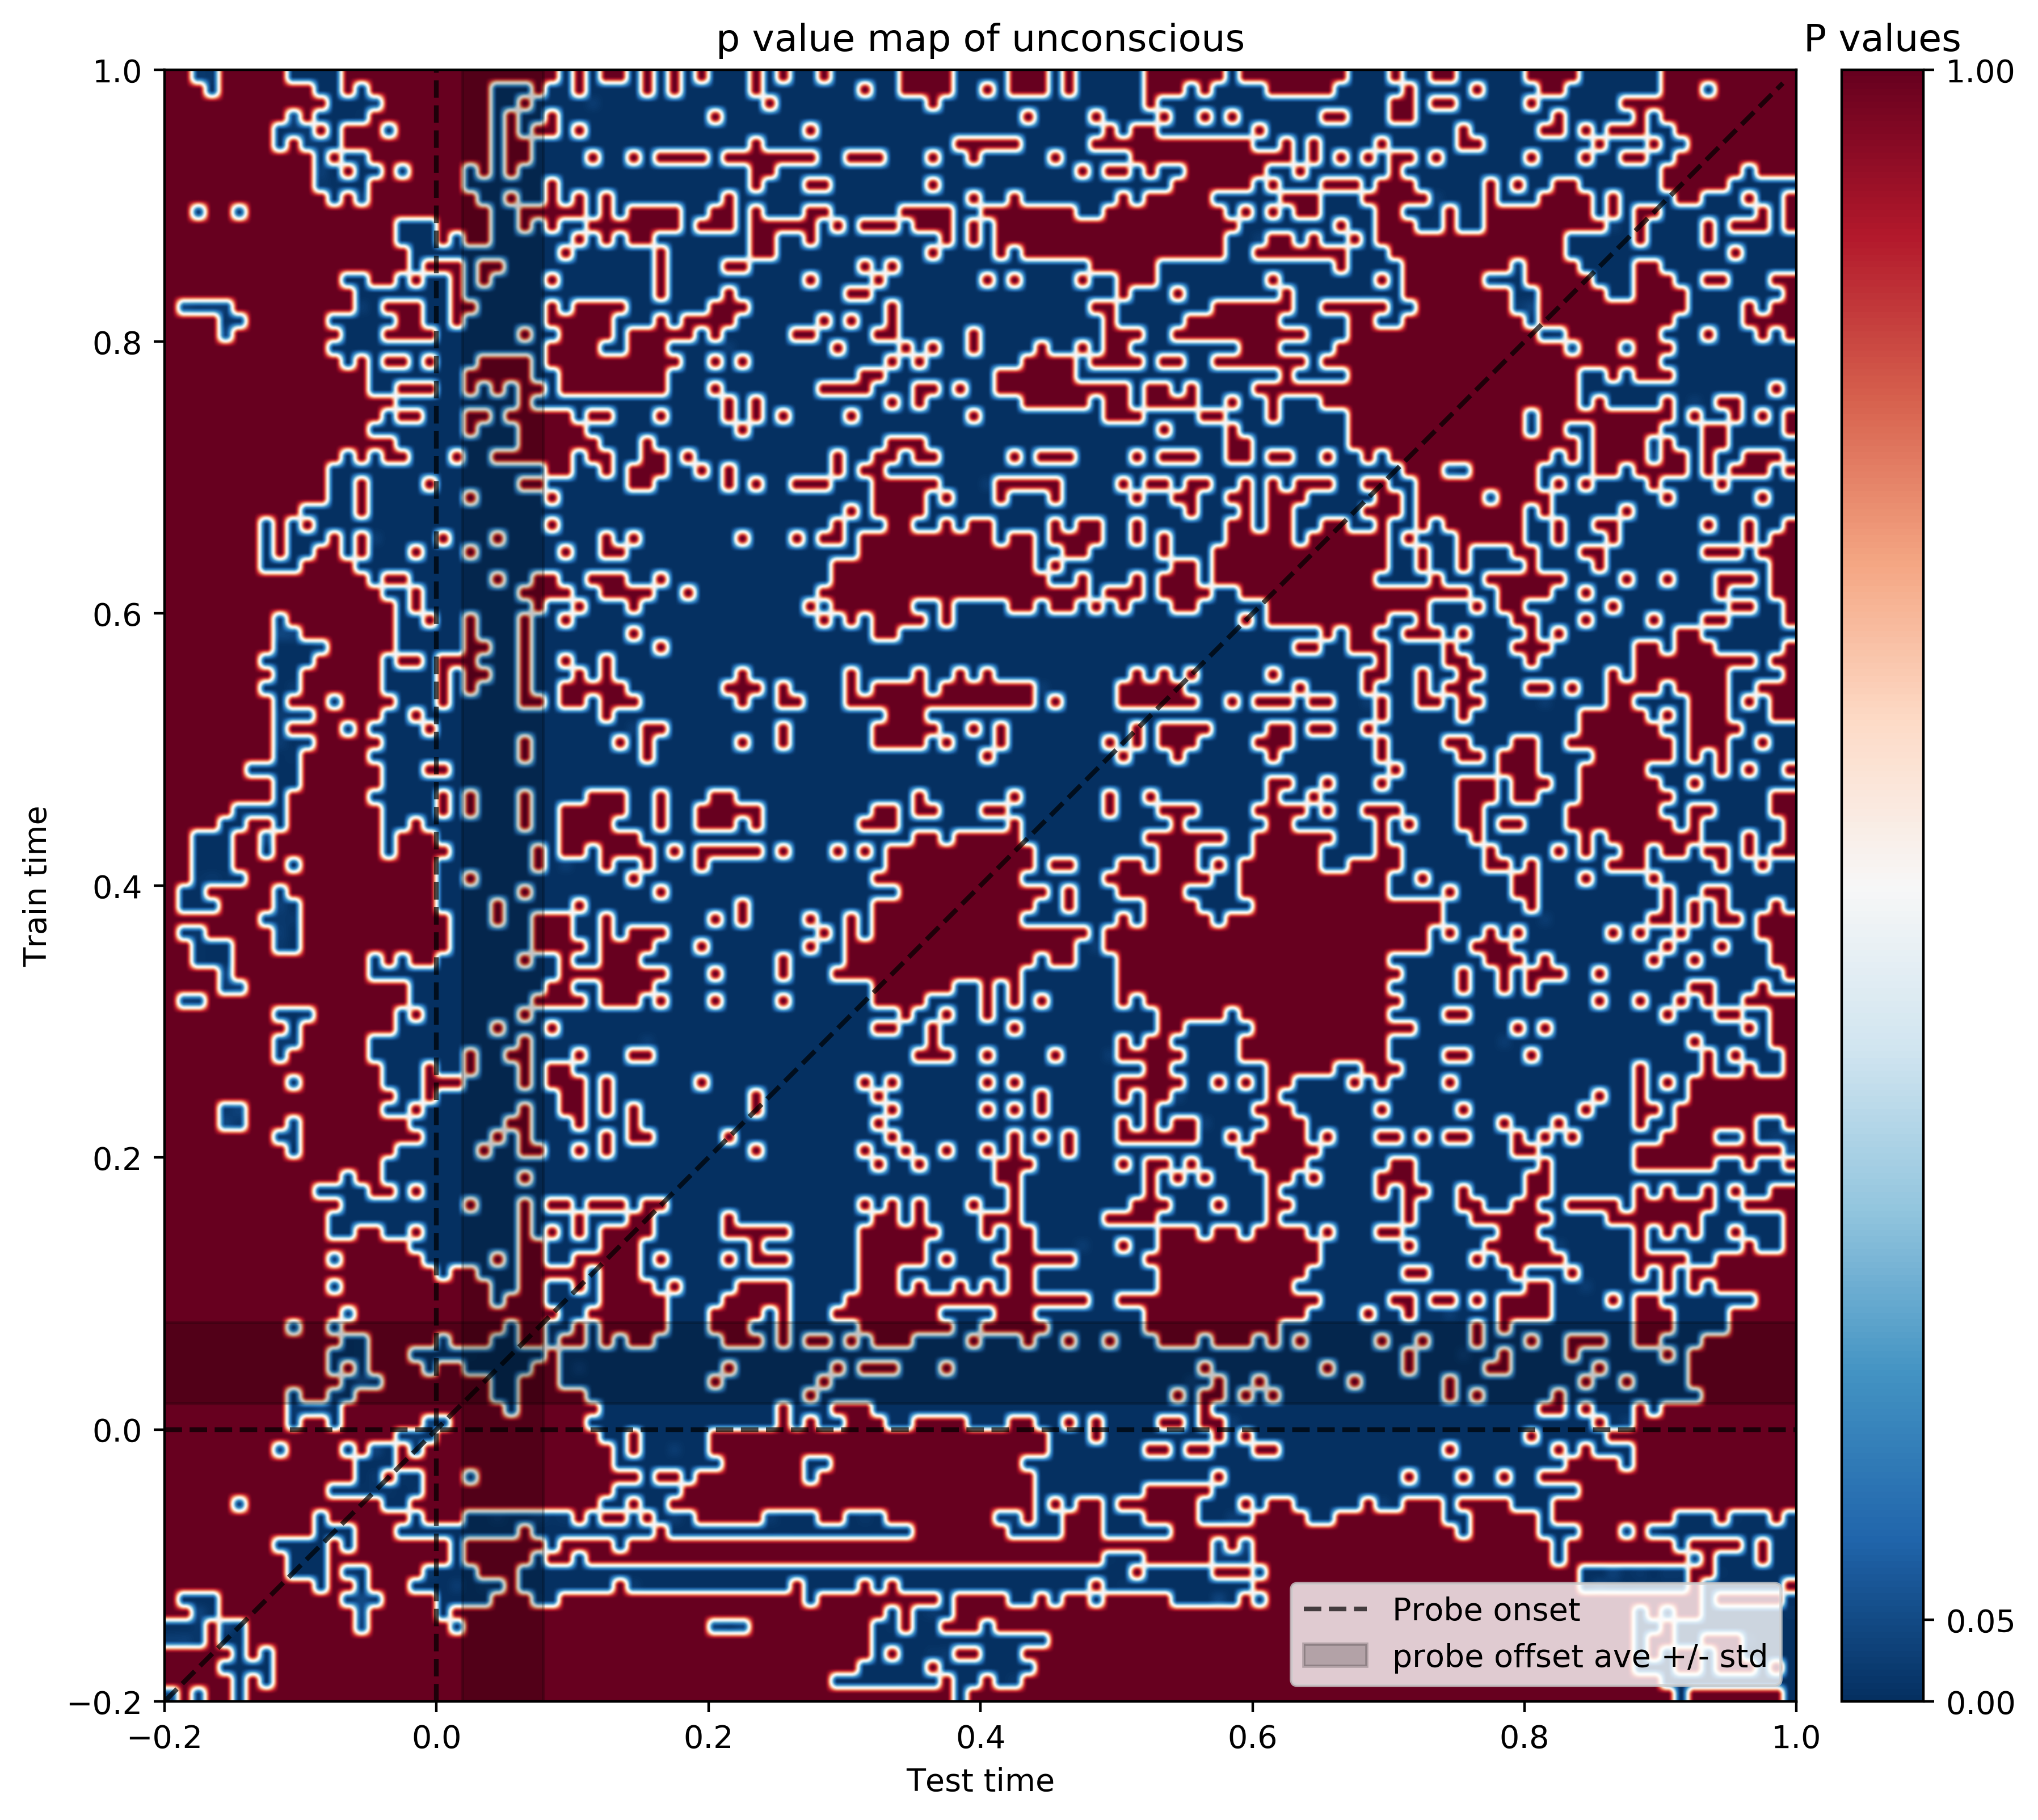 p value map of unconscious
P values
1.0
0.8
0.6
0.4
0.2
0.0
−0.2
Train time
−0.2
0.0
0.2
0.4
0.6
0.8
1.0
Test time
Probe onset
probe offset ave +/- std
1.00
0.05
0.00